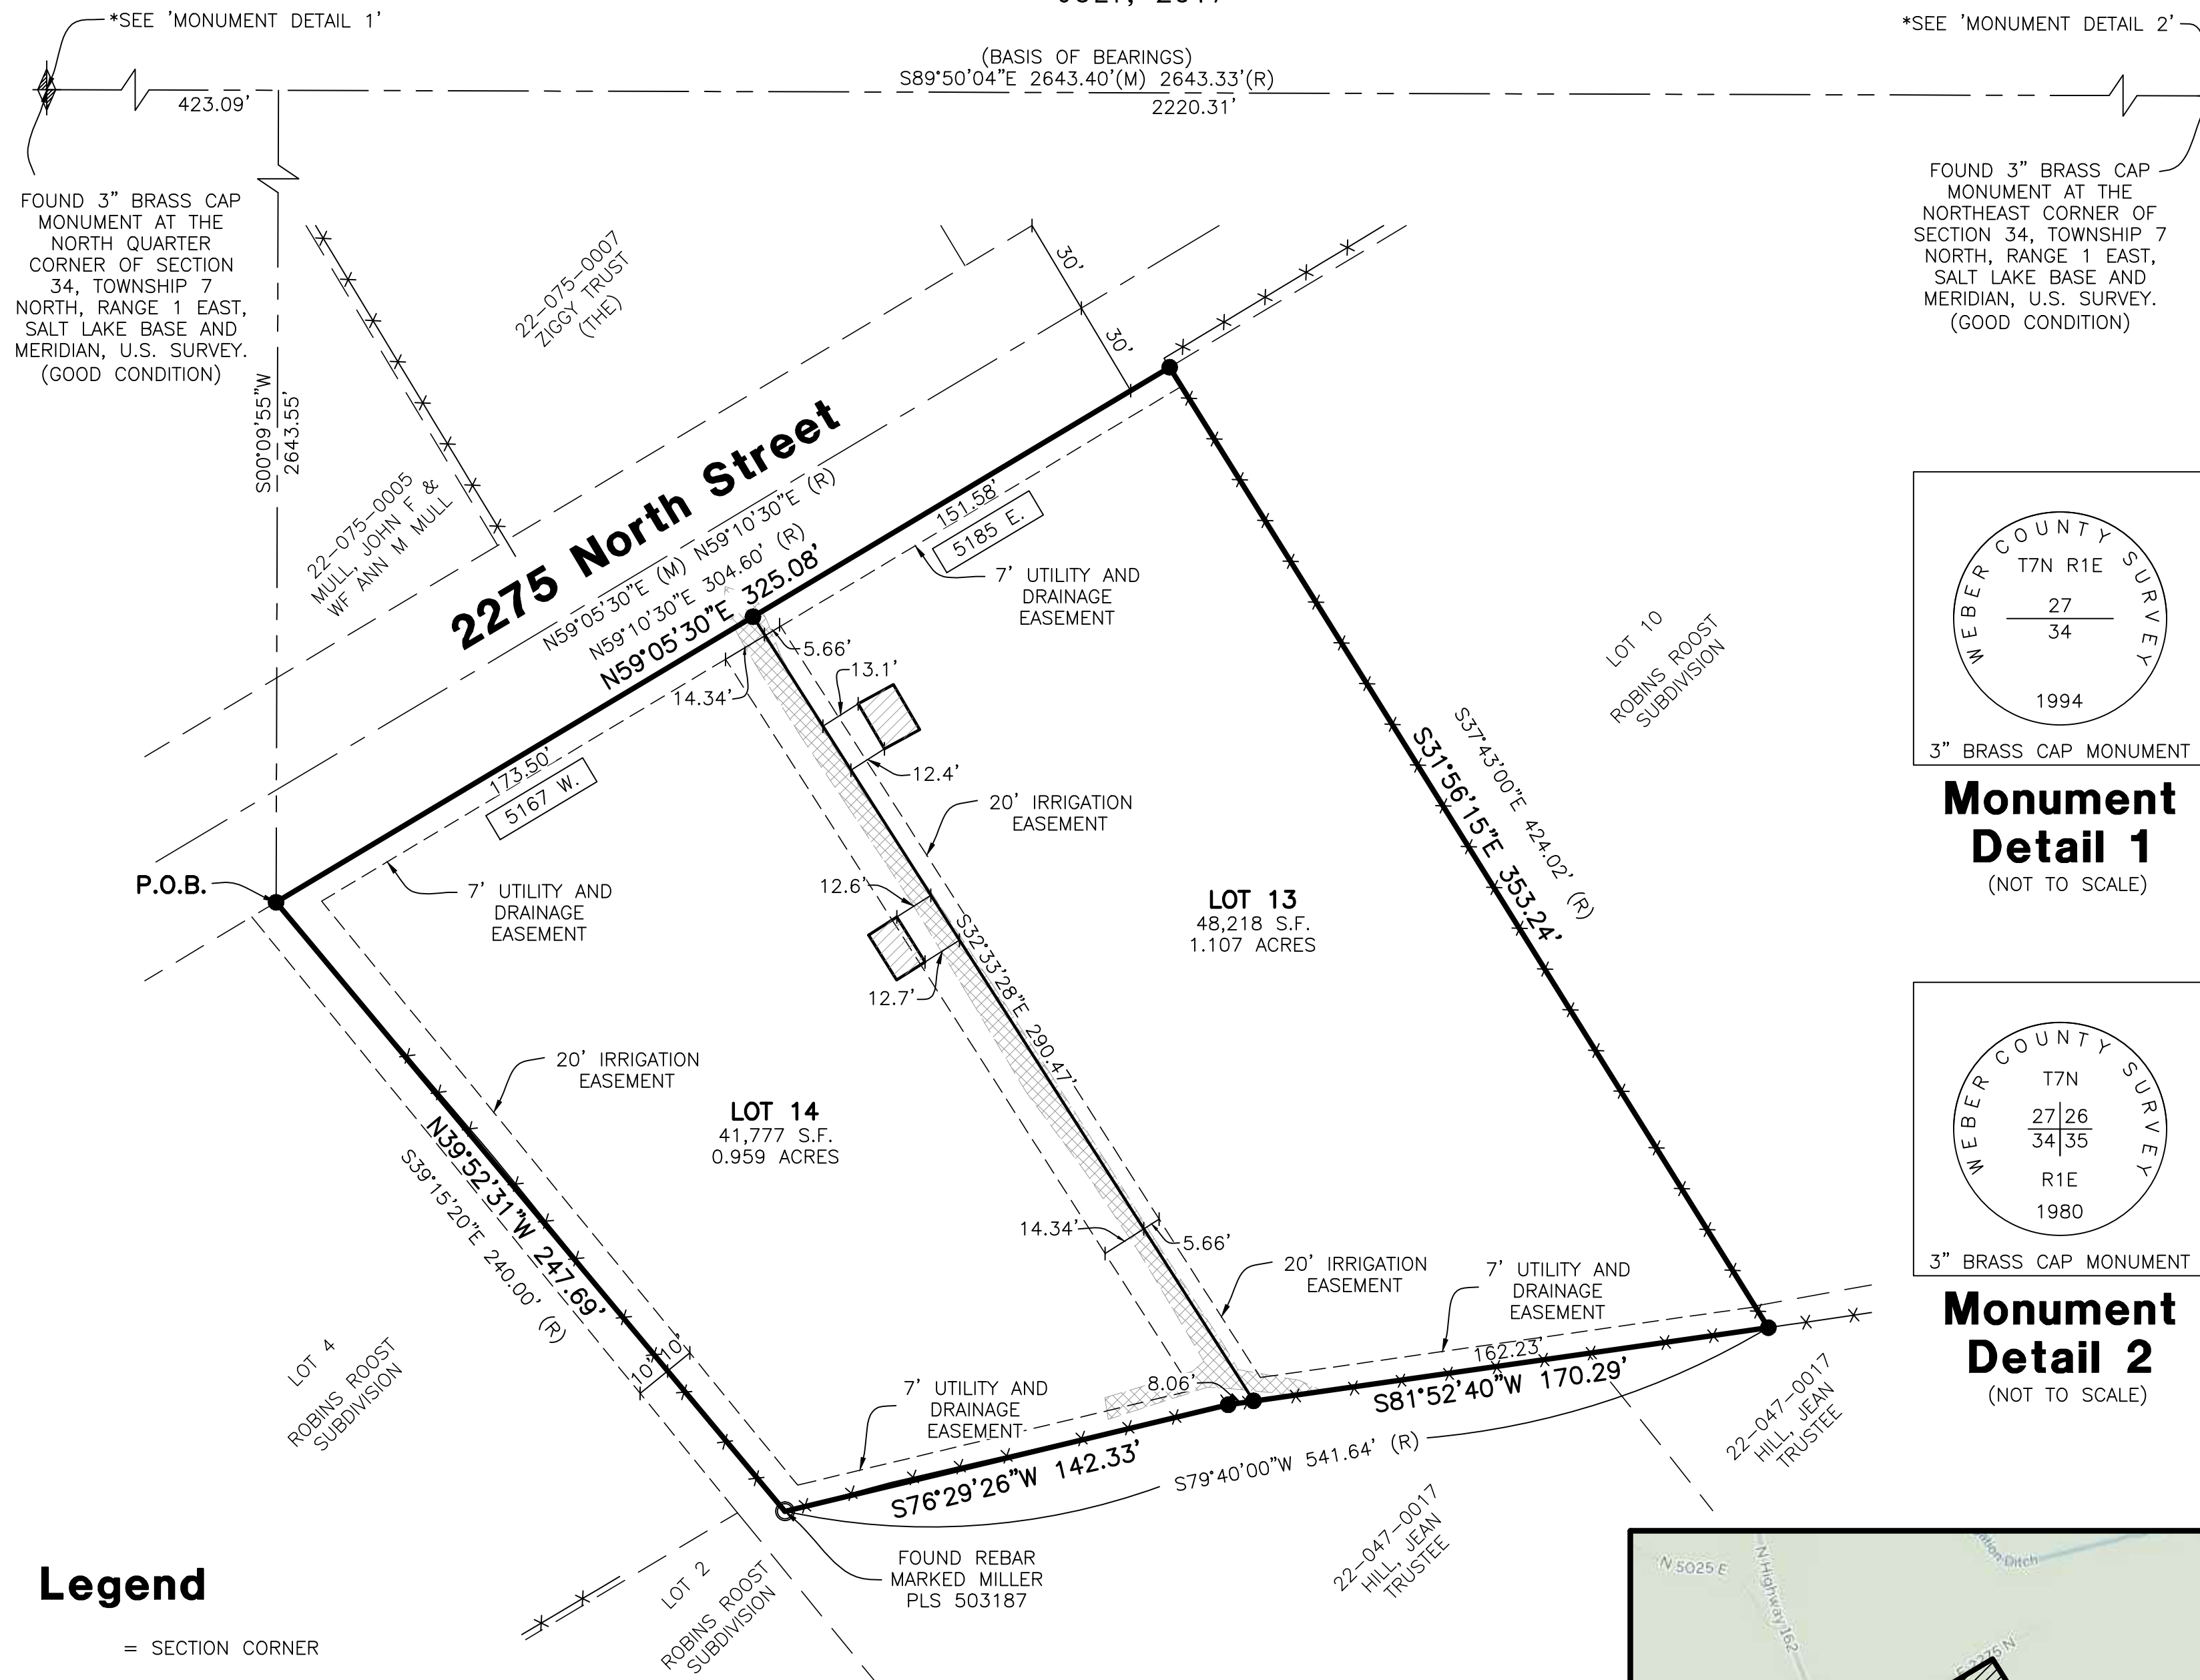 *SEE 'MONUMENT DETAIL 1'
*SEE 'MONUMENT DETAIL 2'
(BASIS OF BEARINGS)
S89°50'04"E 2643.40'(M) 2643.33'(R)
423.09'
2220.31'
FOUND 3" BRASS CAP
MONUMENT AT THE
NORTH QUARTER
CORNER OF SECTION
34, TOWNSHIP 7
NORTH, RANGE 1 EAST,
SALT LAKE BASE AND
MERIDIAN, U.S. SURVEY.
(GOOD CONDITION)
FOUND 3" BRASS CAP
MONUMENT AT THE
NORTHEAST CORNER OF
SECTION 34, TOWNSHIP 7
NORTH, RANGE 1 EAST,
SALT LAKE BASE AND
MERIDIAN, U.S. SURVEY.
(GOOD CONDITION)
S00°09'55"W
2643.55'
22-075-0007
ZIGGY TRUST
(THE)
30'
30'
22-075-0005
MULL, JOHN F &
WF ANN M MULL
2275 North Street
N59°05'30"E (M) N59°10'30"E (R)
N59°10'30"E 304.60' (R)
N59°05'30"E 325.08'
151.58'
5185 E.
7' UTILITY AND
DRAINAGE
EASEMENT
5.66'
13.1'
14.34'
12.4'
173.50'
5167 W.
20' IRRIGATION
EASEMENT
P.O.B.
7' UTILITY AND
DRAINAGE
EASEMENT
12.6'
12.7'
S32°33'28"E 290.47'
LOT 13
48,218 S.F.
1.107 ACRES
S37°43'00"E 424.02' (R)
S31°56'15"E 353.24'
LOT 10
ROBINS ROOST
SUBDIVISION
20' IRRIGATION
EASEMENT
LOT 14
41,777 S.F.
0.959 ACRES
N39°52'31"W 247.69'
S39°15'20"E 240.00' (R)
10'
10'
14.34'
5.66'
20' IRRIGATION
EASEMENT
7' UTILITY AND
DRAINAGE
EASEMENT
162.23'
8.06'
S81°52'40"W 170.29'
7' UTILITY AND
DRAINAGE
EASEMENT
S76°29'26"W 142.33'
S79°40'00"W 541.64' (R)
LOT 4
ROBINS ROOST
SUBDIVISION
LOT 2
ROBINS ROOST
SUBDIVISION
FOUND REBAR
MARKED MILLER
PLS 503187
22-047-0017
HILL, JEAN
TRUSTEE
22-047-0017
HILL, JEAN
TRUSTEE
WEBER COUNTY SURVEY
T7N R1E
27
34
1994
3" BRASS CAP MONUMENT
Monument
Detail 1
(NOT TO SCALE)
WEBER COUNTY SURVEY
T7N
27 26
34 35
R1E
1980
3" BRASS CAP MONUMENT
Monument
Detail 2
(NOT TO SCALE)
Legend
= SECTION CORNER
N 5025 E
N Highway 162
Ditch
E 2275 N